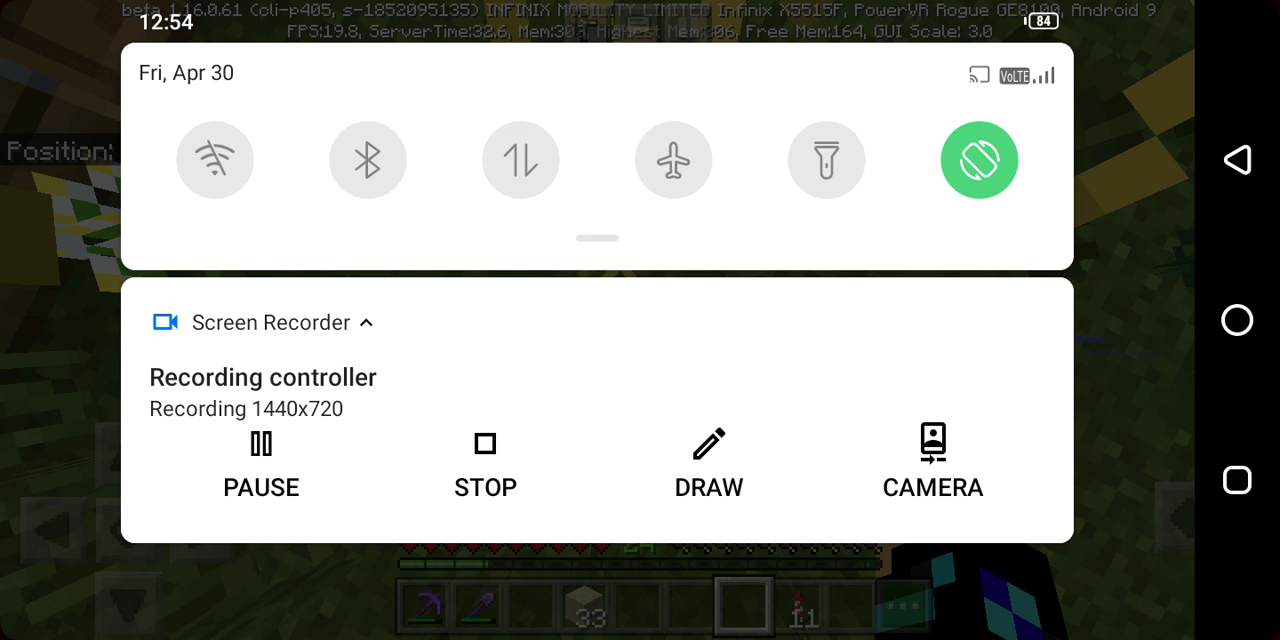 beta 1.16.0.61 (cli-p405, s-1852095135) INFINIX MOBILITY LIMITED Infinix X5515F, PowerVR Rogue GE8100, Android 9
12:54
84
FPS:19.8, ServerTime:32.6, Mem:303, Highest Mem:306, Free Mem:164, GUI Scale: 3.0
Fri, Apr 30
VoLTE
Position:
Screen Recorder
Recording controller
Recording 1440x720
PAUSE
STOP
DRAW
CAMERA
24
33
11